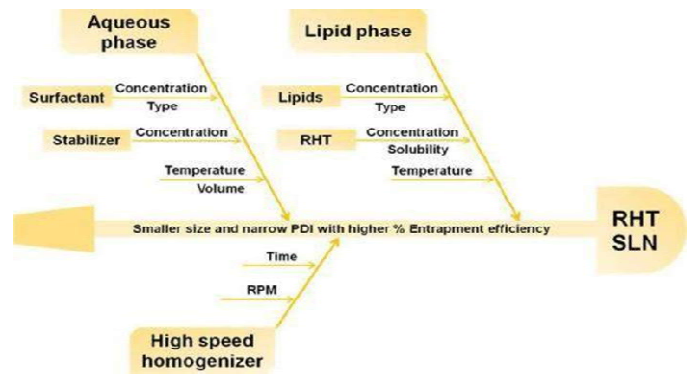 Aqueous
phase
Lipid phase
Surfactant
Concentration
Type
Stabilizer
Concentration
Temperature
Volume
Lipids
Concentration
Type
RHT
Concentration
Solubility
Temperature
Smaller size and narrow PDI with higher % Entrapment efficiency
RHT
SLN
Time
RPM
High speed
homogenizer